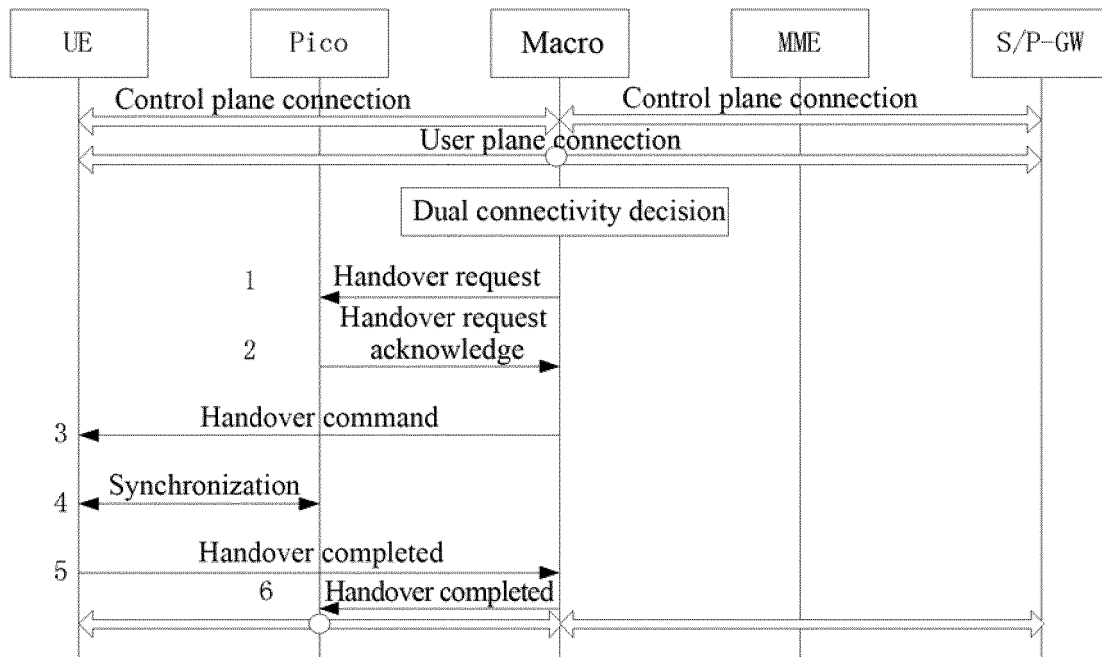 UE Pico Macro MME S/P-GW
Control plane connection Control plane connection
User plane connection
Dual connectivity decision
1 Handover request
Handover request
2 acknowledge
3 Handover command
4 Synchronization
5 Handover completed
6 Handover completed